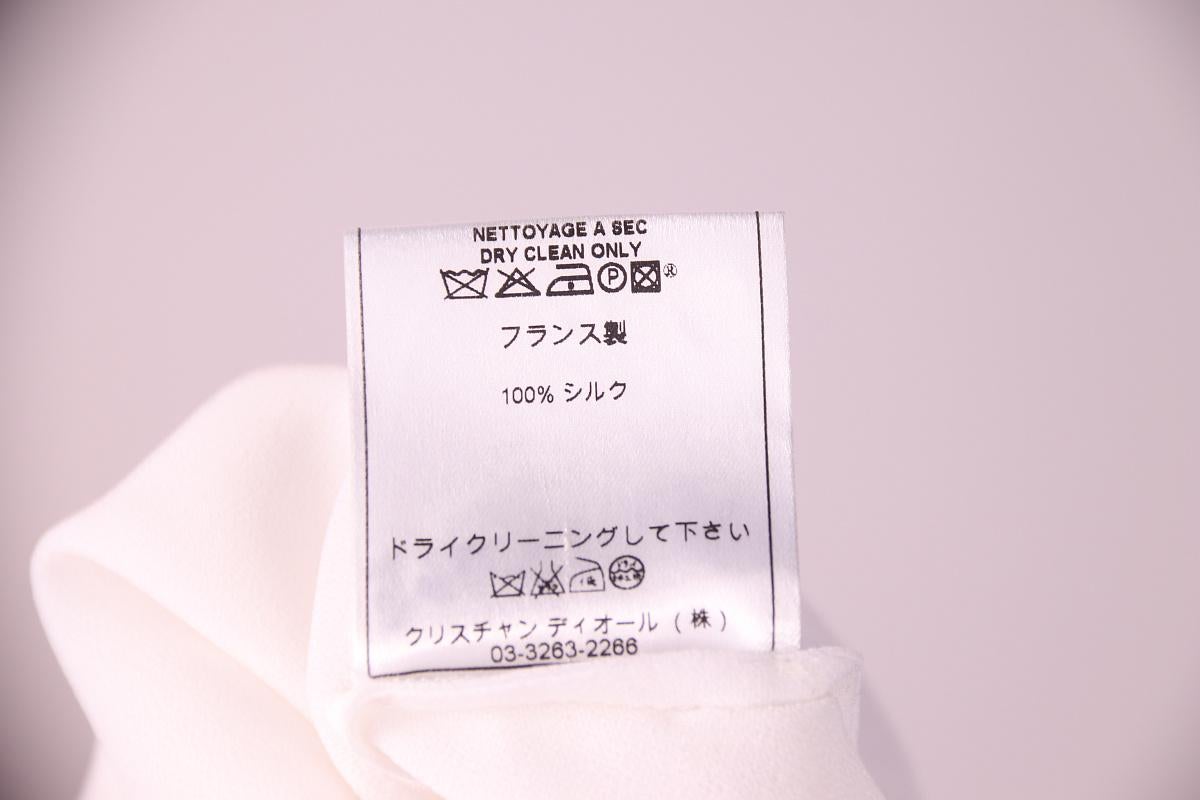 NETTOYAGE A SEC
DRY CLEAN ONLY
P ®
フランス製
100% シルク
ドライクリーニングして下さい
クリスチャン ディオール (株)
03-3263-2266